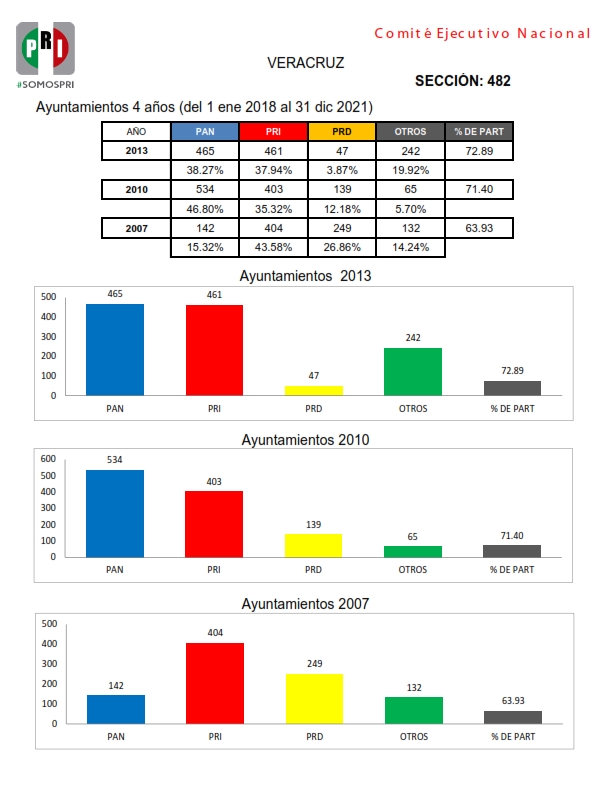 Comité Ejecutivo Nacional
PRI
#SOMOSPRI
VERACRUZ
SECCIÓN: 482
Ayuntamientos 4 años (del 1 ene 2018 al 31 dic 2021)
AÑO PAN PRI PRD OTROS % DE PART
2013 465 461 47 242 72.89
38.27% 37.94% 3.87% 19.92%
2010 534 403 139 65 71.40
46.80% 35.32% 12.18% 5.70%
2007 142 404 249 132 63.93
15.32% 43.58% 26.86% 14.24%
Ayuntamientos 2013
500
400
300
200
100
0
465 461 47 242 72.89
PAN PRI PRD OTROS % DE PART
Ayuntamientos 2010
600
500
400
300
200
100
0
534 403 139 65 71.40
PAN PRI PRD OTROS % DE PART
Ayuntamientos 2007
500
400
300
200
100
0
142 404 249 132 63.93
PAN PRI PRD OTROS % DE PART